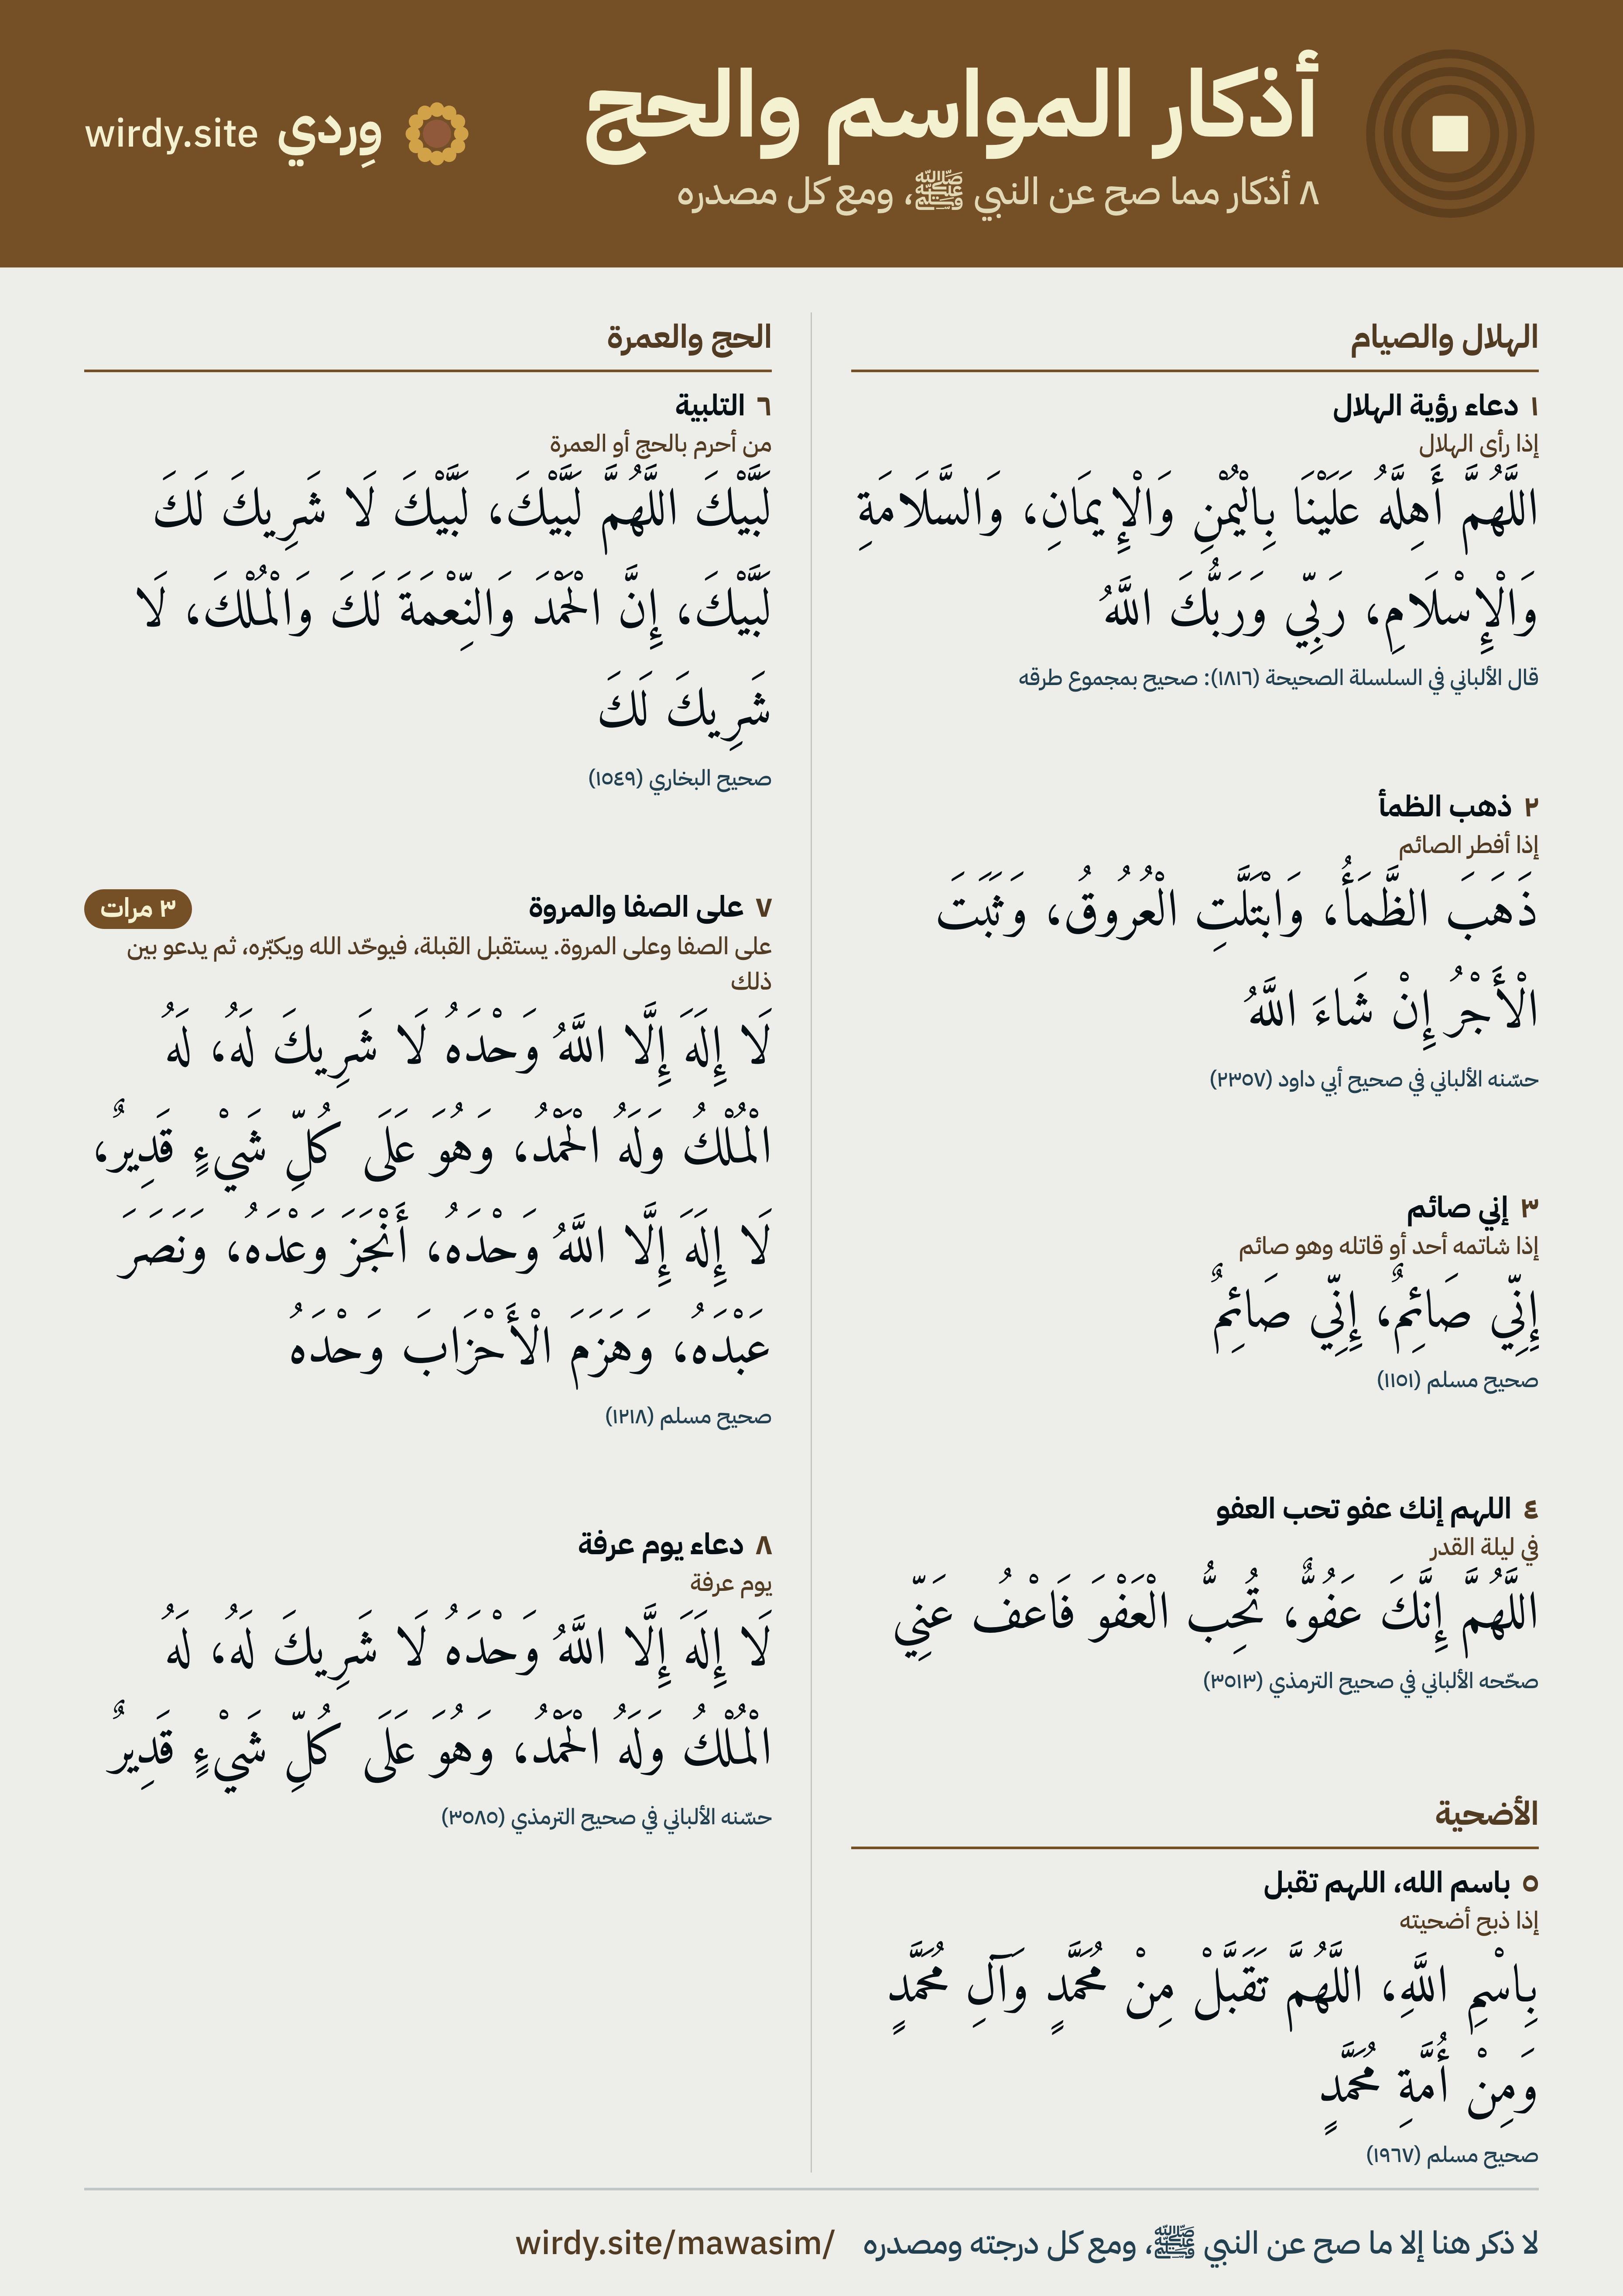 أذكار المواسم والحج
٨ أذكار مما صح عن النبي ﷺ، ومع كل مصدره
وِردي wirdy.site
الهلال والصيام
١ دعاء رؤية الهلال
إذا رأى الهلال
اللَّهُمَّ أَهِلَّهُ عَلَيْنَا بِالْيُمْنِ وَالْإِيمَانِ، وَالسَّلَامَةِ
وَالْإِسْلَامِ، رَبِّي وَرَبُّكَ اللَّهُ
قال الألباني في السلسلة الصحيحة (١٨١٦): صحيح بمجموع طرقه
٢ ذهب الظمأ
إذا أفطر الصائم
ذَهَبَ الظَّمَأُ، وَابْتَلَّتِ الْعُرُوقُ، وَثَبَتَ
الْأَجْرُ إِنْ شَاءَ اللَّهُ
حسّنه الألباني في صحيح أبي داود (٢٣٥٧)
٣ إني صائم
إذا شاتمه أحد أو قاتله وهو صائم
إِنِّي صَائِمٌ، إِنِّي صَائِمٌ
صحيح مسلم (١١٥١)
٤ اللهم إنك عفو تحب العفو
في ليلة القدر
اللَّهُمَّ إِنَّكَ عَفُوٌّ، تُحِبُّ الْعَفْوَ فَاعْفُ عَنِّي
صحّحه الألباني في صحيح الترمذي (٣٥١٣)
الأضحية
٥ باسم الله، اللهم تقبل
إذا ذبح أضحيته
بِاسْمِ اللَّهِ، اللَّهُمَّ تَقَبَّلْ مِنْ مُحَمَّدٍ وَآلِ مُحَمَّدٍ
وَمِنْ أُمَّةِ مُحَمَّدٍ
صحيح مسلم (١٩٦٧)
الحج والعمرة
٦ التلبية
من أحرم بالحج أو العمرة
لَبَّيْكَ اللَّهُمَّ لَبَّيْكَ، لَبَّيْكَ لَا شَرِيكَ لَكَ
لَبَّيْكَ، إِنَّ الْحَمْدَ وَالنِّعْمَةَ لَكَ وَالْمُلْكَ، لَا
شَرِيكَ لَكَ
صحيح البخاري (١٥٤٩)
٧ على الصفا والمروة ٣ مرات
على الصفا وعلى المروة. يستقبل القبلة، فيوحّد الله ويكبّره، ثم يدعو بين
ذلك
لَا إِلَهَ إِلَّا اللَّهُ وَحْدَهُ لَا شَرِيكَ لَهُ، لَهُ
الْمُلْكُ وَلَهُ الْحَمْدُ، وَهُوَ عَلَى كُلِّ شَيْءٍ قَدِيرٌ،
لَا إِلَهَ إِلَّا اللَّهُ وَحْدَهُ، أَنْجَزَ وَعْدَهُ، وَنَصَرَ
عَبْدَهُ، وَهَزَمَ الْأَحْزَابَ وَحْدَهُ
صحيح مسلم (١٢١٨)
٨ دعاء يوم عرفة
يوم عرفة
لَا إِلَهَ إِلَّا اللَّهُ وَحْدَهُ لَا شَرِيكَ لَهُ، لَهُ
الْمُلْكُ وَلَهُ الْحَمْدُ، وَهُوَ عَلَى كُلِّ شَيْءٍ قَدِيرٌ
حسّنه الألباني في صحيح الترمذي (٣٥٨٥)
لا ذكر هنا إلا ما صح عن النبي ﷺ، ومع كل درجته ومصدره wirdy.site/mawasim/